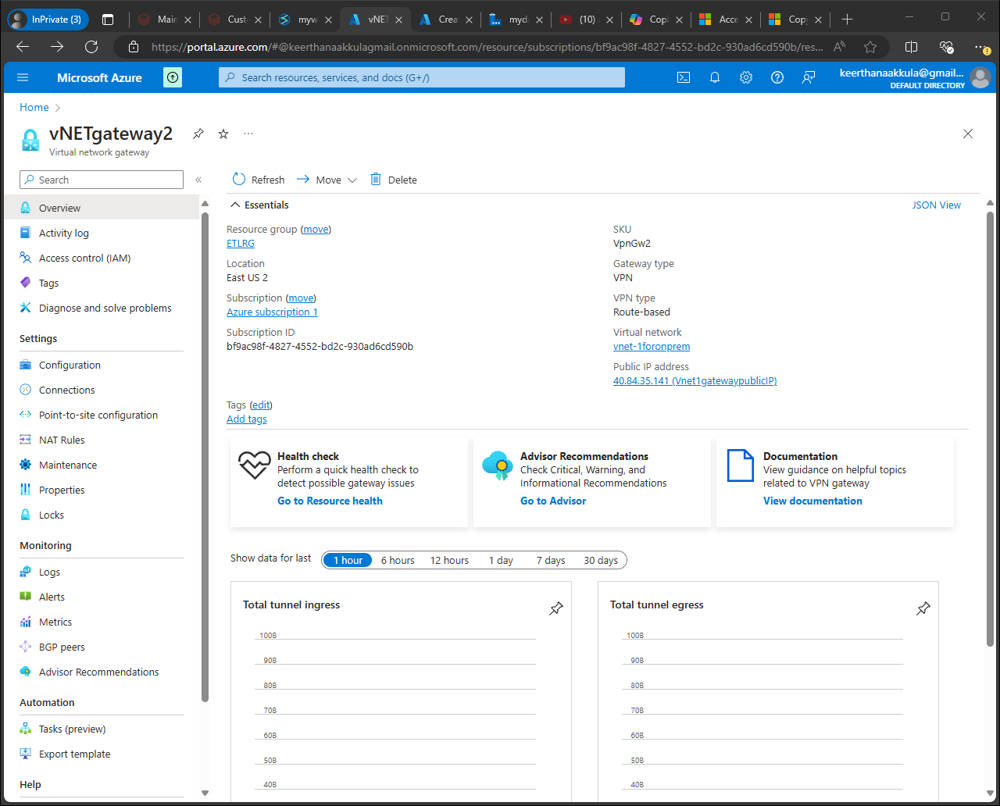 InPrivate (3)
Main
Custo
myw
vNET
Crea
myda
(10)
Copi
Acce
Copy
https://portal.azure.com/#@keerthanaakkulagmail.onmicrosoft.com/resource/subscriptions/bf9ac98f-4827-4552-bd2c-930ad6cd590b/res...
Microsoft Azure
Search resources, services, and docs (G+/)
keerthanaakkula@gmail...
DEFAULT DIRECTORY
Home
vNETgateway2
Virtual network gateway
Search
Refresh
Move
Delete
Overview
Activity log
Access control (IAM)
Tags
Diagnose and solve problems
Settings
Configuration
Connections
Point-to-site configuration
NAT Rules
Maintenance
Properties
Locks
Monitoring
Logs
Alerts
Metrics
BGP peers
Advisor Recommendations
Automation
Tasks (preview)
Export template
Help
Essentials
JSON View
Resource group (move)
ETLRG
Location
East US 2
Subscription (move)
Azure subscription 1
Subscription ID
bf9ac98f-4827-4552-bd2c-930ad6cd590b
SKU
VpnGw2
Gateway type
VPN
VPN type
Route-based
Virtual network
vnet-1foronprem
Public IP address
40.84.35.141 (Vnet1gatewaypublicIP)
Tags (edit)
Add tags
Health check
Perform a quick health check to
detect possible gateway issues
Go to Resource health
Advisor Recommendations
Check Critical, Warning, and
Informational Recommendations
Go to Advisor
Documentation
View guidance on helpful topics
related to VPN gateway
View documentation
Show data for last
1 hour
6 hours
12 hours
1 day
7 days
30 days
Total tunnel ingress
100B
90B
80B
70B
60B
50B
40B
Total tunnel egress
100B
90B
80B
70B
60B
50B
40B